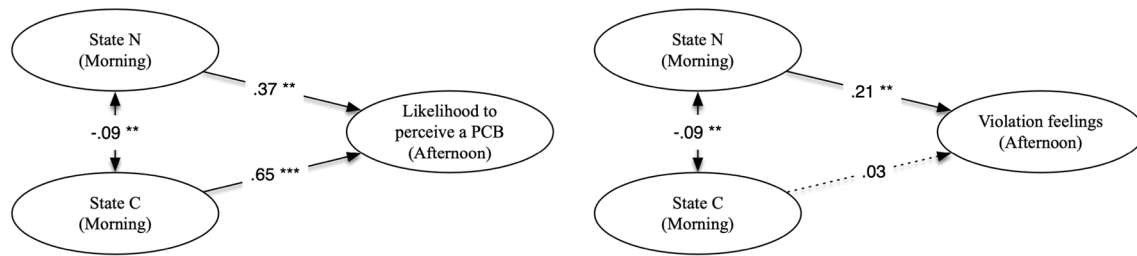 State N
(Morning)
.37 **
-.09 **
Likelihood to
perceive a PCB
(Afternoon)
.65 ***
State C
(Morning)
State N
(Morning)
.21 **
-.09 **
Violation feelings
(Afternoon)
.03
State C
(Morning)